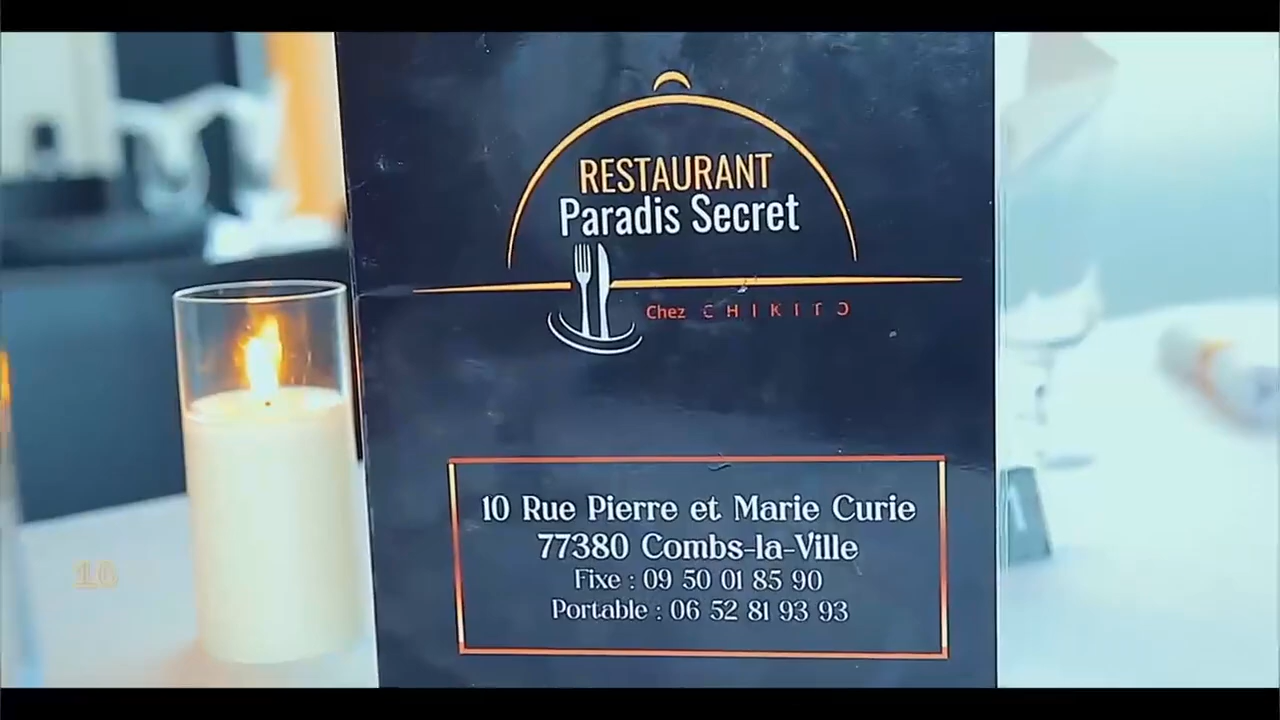 RESTAURANT
Paradis Secret
Chez CHIKITO
10 Rue Pierre et Marie Curie
77380 Combs-la-Ville
Fixe : 09 50 01 85 90
Portable : 06 52 81 93 93
16